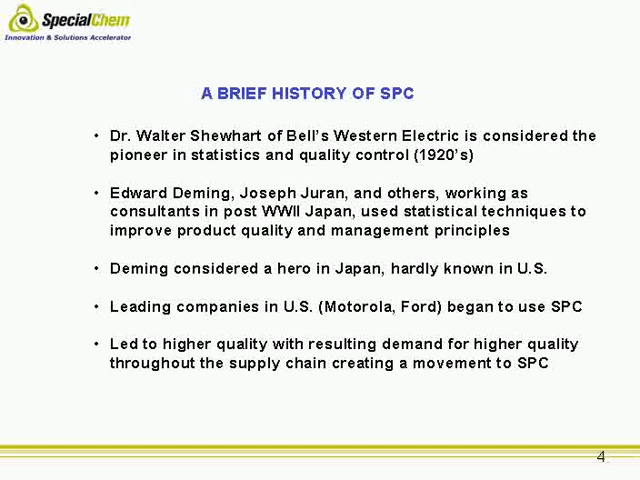 SpecialChem
Innovation & Solutions Accelerator
A BRIEF HISTORY OF SPC
• Dr. Walter Shewhart of Bell's Western Electric is considered the
pioneer in statistics and quality control (1920's)
• Edward Deming, Joseph Juran, and others, working as
consultants in post WWII Japan, used statistical techniques to
improve product quality and management principles
• Deming considered a hero in Japan, hardly known in U.S.
• Leading companies in U.S. (Motorola, Ford) began to use SPC
• Led to higher quality with resulting demand for higher quality
throughout the supply chain creating a movement to SPC
4